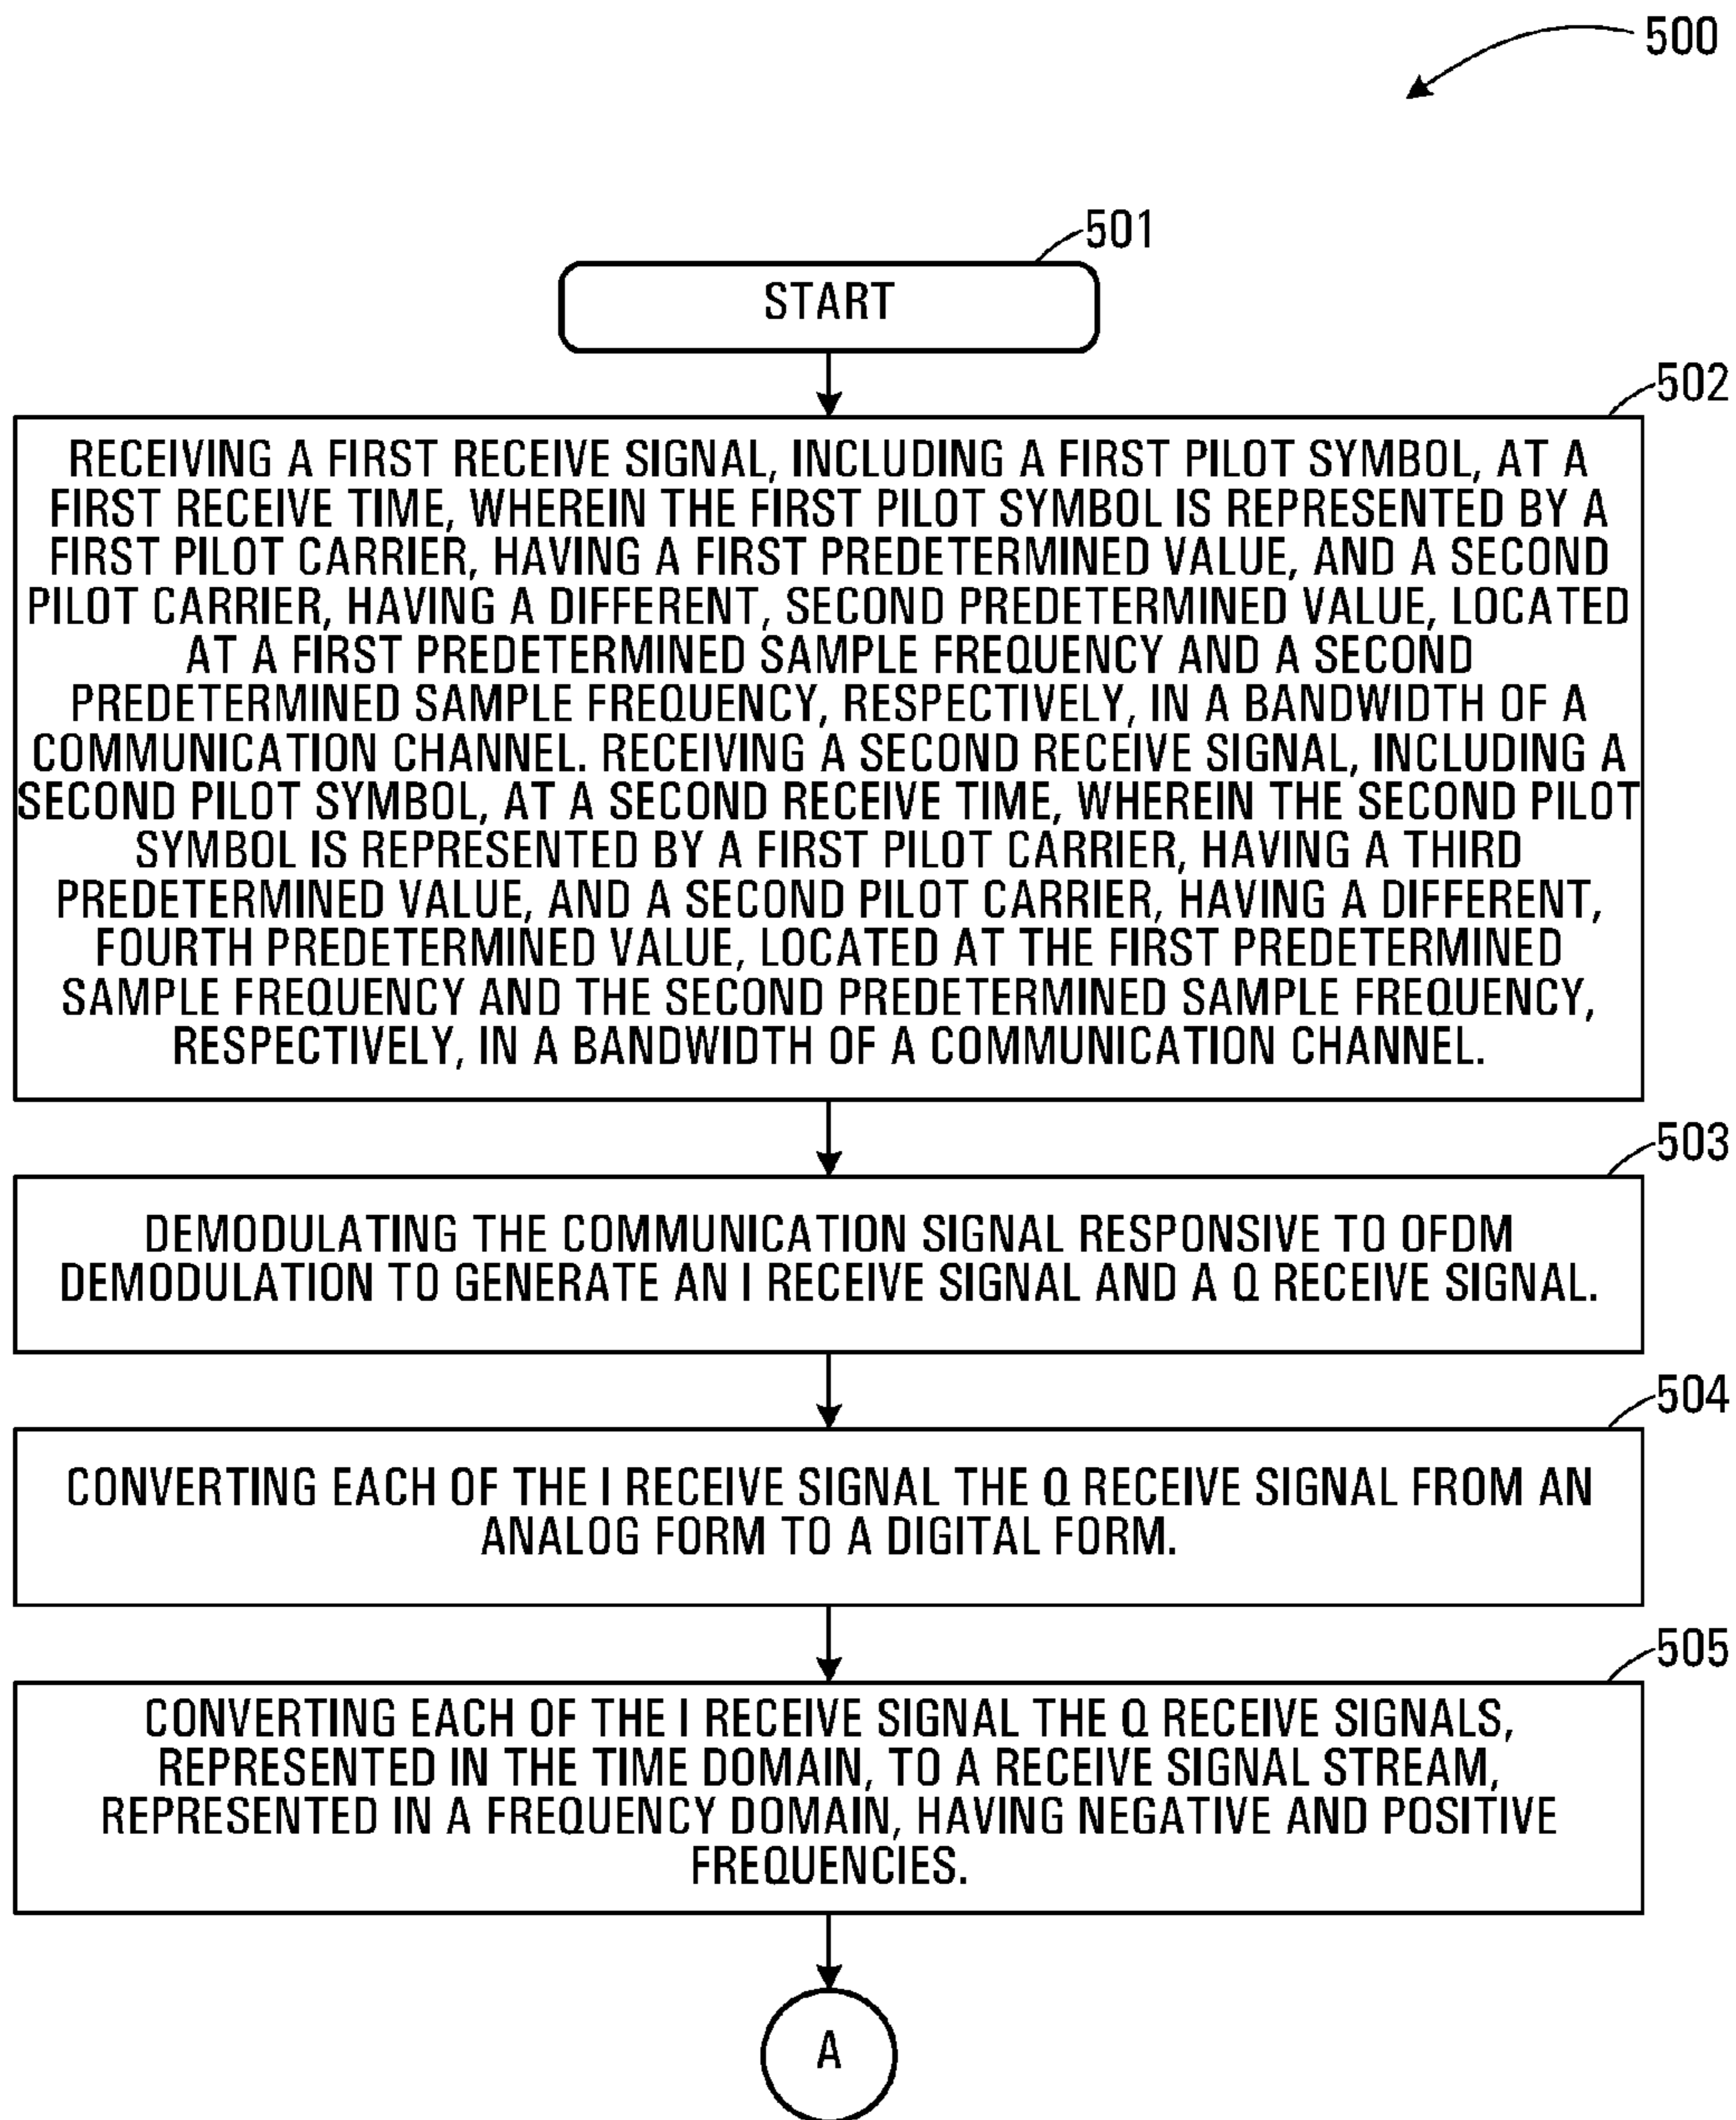 500
501
START
502
RECEIVING A FIRST RECEIVE SIGNAL, INCLUDING A FIRST PILOT SYMBOL, AT A
FIRST RECEIVE TIME, WHEREIN THE FIRST PILOT SYMBOL IS REPRESENTED BY A
FIRST PILOT CARRIER, HAVING A FIRST PREDETERMINED VALUE, AND A SECOND
PILOT CARRIER, HAVING A DIFFERENT, SECOND PREDETERMINED VALUE, LOCATED
AT A FIRST PREDETERMINED SAMPLE FREQUENCY AND A SECOND
PREDETERMINED SAMPLE FREQUENCY, RESPECTIVELY, IN A BANDWIDTH OF A
COMMUNICATION CHANNEL. RECEIVING A SECOND RECEIVE SIGNAL, INCLUDING A
SECOND PILOT SYMBOL, AT A SECOND RECEIVE TIME, WHEREIN THE SECOND PILOT
SYMBOL IS REPRESENTED BY A FIRST PILOT CARRIER, HAVING A THIRD
PREDETERMINED VALUE, AND A SECOND PILOT CARRIER, HAVING A DIFFERENT,
FOURTH PREDETERMINED VALUE, LOCATED AT THE FIRST PREDETERMINED
SAMPLE FREQUENCY AND THE SECOND PREDETERMINED SAMPLE FREQUENCY,
RESPECTIVELY, IN A BANDWIDTH OF A COMMUNICATION CHANNEL.
503
DEMODULATING THE COMMUNICATION SIGNAL RESPONSIVE TO OFDM
DEMODULATION TO GENERATE AN I RECEIVE SIGNAL AND A Q RECEIVE SIGNAL.
504
CONVERTING EACH OF THE I RECEIVE SIGNAL THE Q RECEIVE SIGNAL FROM AN
ANALOG FORM TO A DIGITAL FORM.
505
CONVERTING EACH OF THE I RECEIVE SIGNAL THE Q RECEIVE SIGNALS,
REPRESENTED IN THE TIME DOMAIN, TO A RECEIVE SIGNAL STREAM,
REPRESENTED IN A FREQUENCY DOMAIN, HAVING NEGATIVE AND POSITIVE
FREQUENCIES.
A